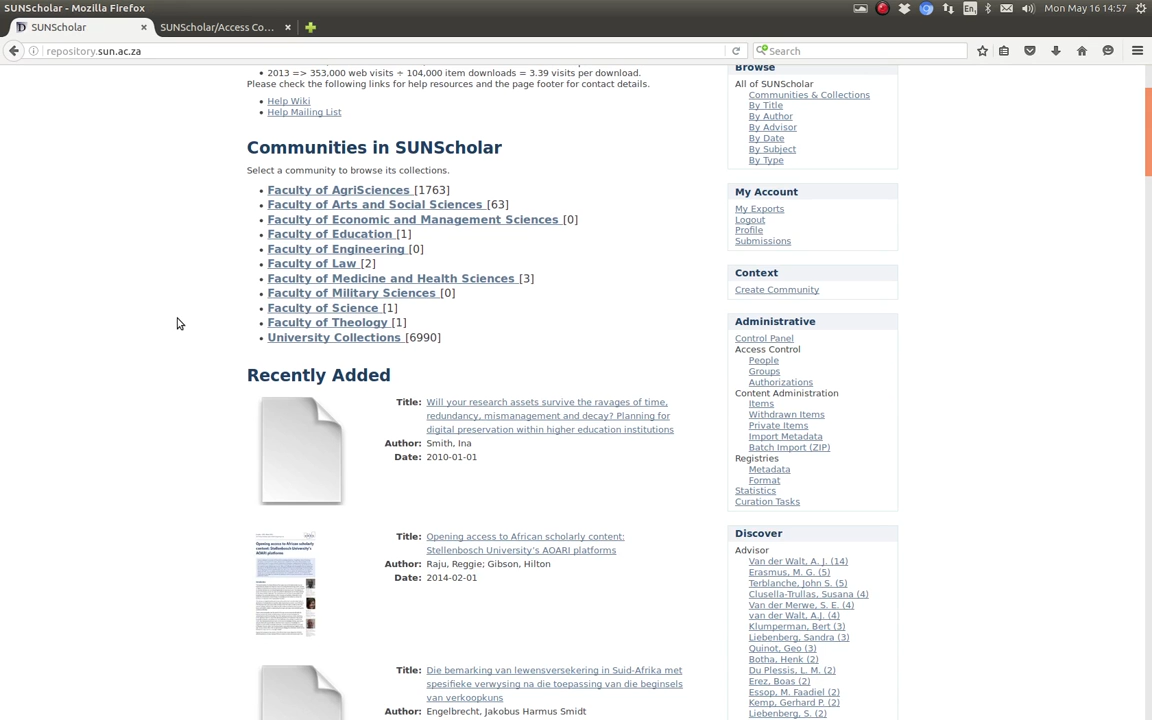 SUNScholar - Mozilla Firefox
En
Mon May 16 14:57
SUNScholar
SUNScholar/Access Co...
repository.sun.ac.za
Search
• 2013 => 353,000 web visits ÷ 104,000 item downloads = 3.39 visits per download.
Please check the following links for help resources and the page footer for contact details.
• Help Wiki
• Help Mailing List
Communities in SUNScholar
Select a community to browse its collections.
• Faculty of AgriSciences [1763]
• Faculty of Arts and Social Sciences [63]
• Faculty of Economic and Management Sciences [0]
• Faculty of Education [1]
• Faculty of Engineering [0]
• Faculty of Law [2]
• Faculty of Medicine and Health Sciences [3]
• Faculty of Military Sciences [0]
• Faculty of Science [1]
• Faculty of Theology [1]
• University Collections [6990]
Recently Added
Title: Will your research assets survive the ravages of time,
redundancy, mismanagement and decay? Planning for
digital preservation within higher education institutions
Author: Smith, Ina
Date: 2010-01-01
Title: Opening access to African scholarly content:
Stellenbosch University's AOARI platforms
Author: Raju, Reggie; Gibson, Hilton
Date: 2014-02-01
Title: Die bemarking van lewensversekering in Suid-Afrika met
spesifieke verwysing na die toepassing van die beginsels
van verkoopkuns
Author: Engelbrecht, Jakobus Harmus Smidt
Browse
All of SUNScholar
Communities & Collections
By Title
By Author
By Advisor
By Date
By Subject
By Type
My Account
My Exports
Logout
Profile
Submissions
Context
Create Community
Administrative
Control Panel
Access Control
People
Groups
Authorizations
Content Administration
Items
Withdrawn Items
Private Items
Import Metadata
Batch Import (ZIP)
Registries
Metadata
Format
Statistics
Curation Tasks
Discover
Advisor
Van der Walt, A. J. (14)
Erasmus, M. G. (5)
Terblanche, John S. (5)
Clusella-Trullas, Susana (4)
Van der Merwe, S. E. (4)
van der Walt, A.J. (4)
Klumperman, Bert (3)
Liebenberg, Sandra (3)
Quinot, Geo (3)
Botha, Henk (2)
Du Plessis, L. M. (2)
Erez, Boas (2)
Essop, M. Faadiel (2)
Kemp, Gerhard P. (2)
Liebenberg, S. (2)